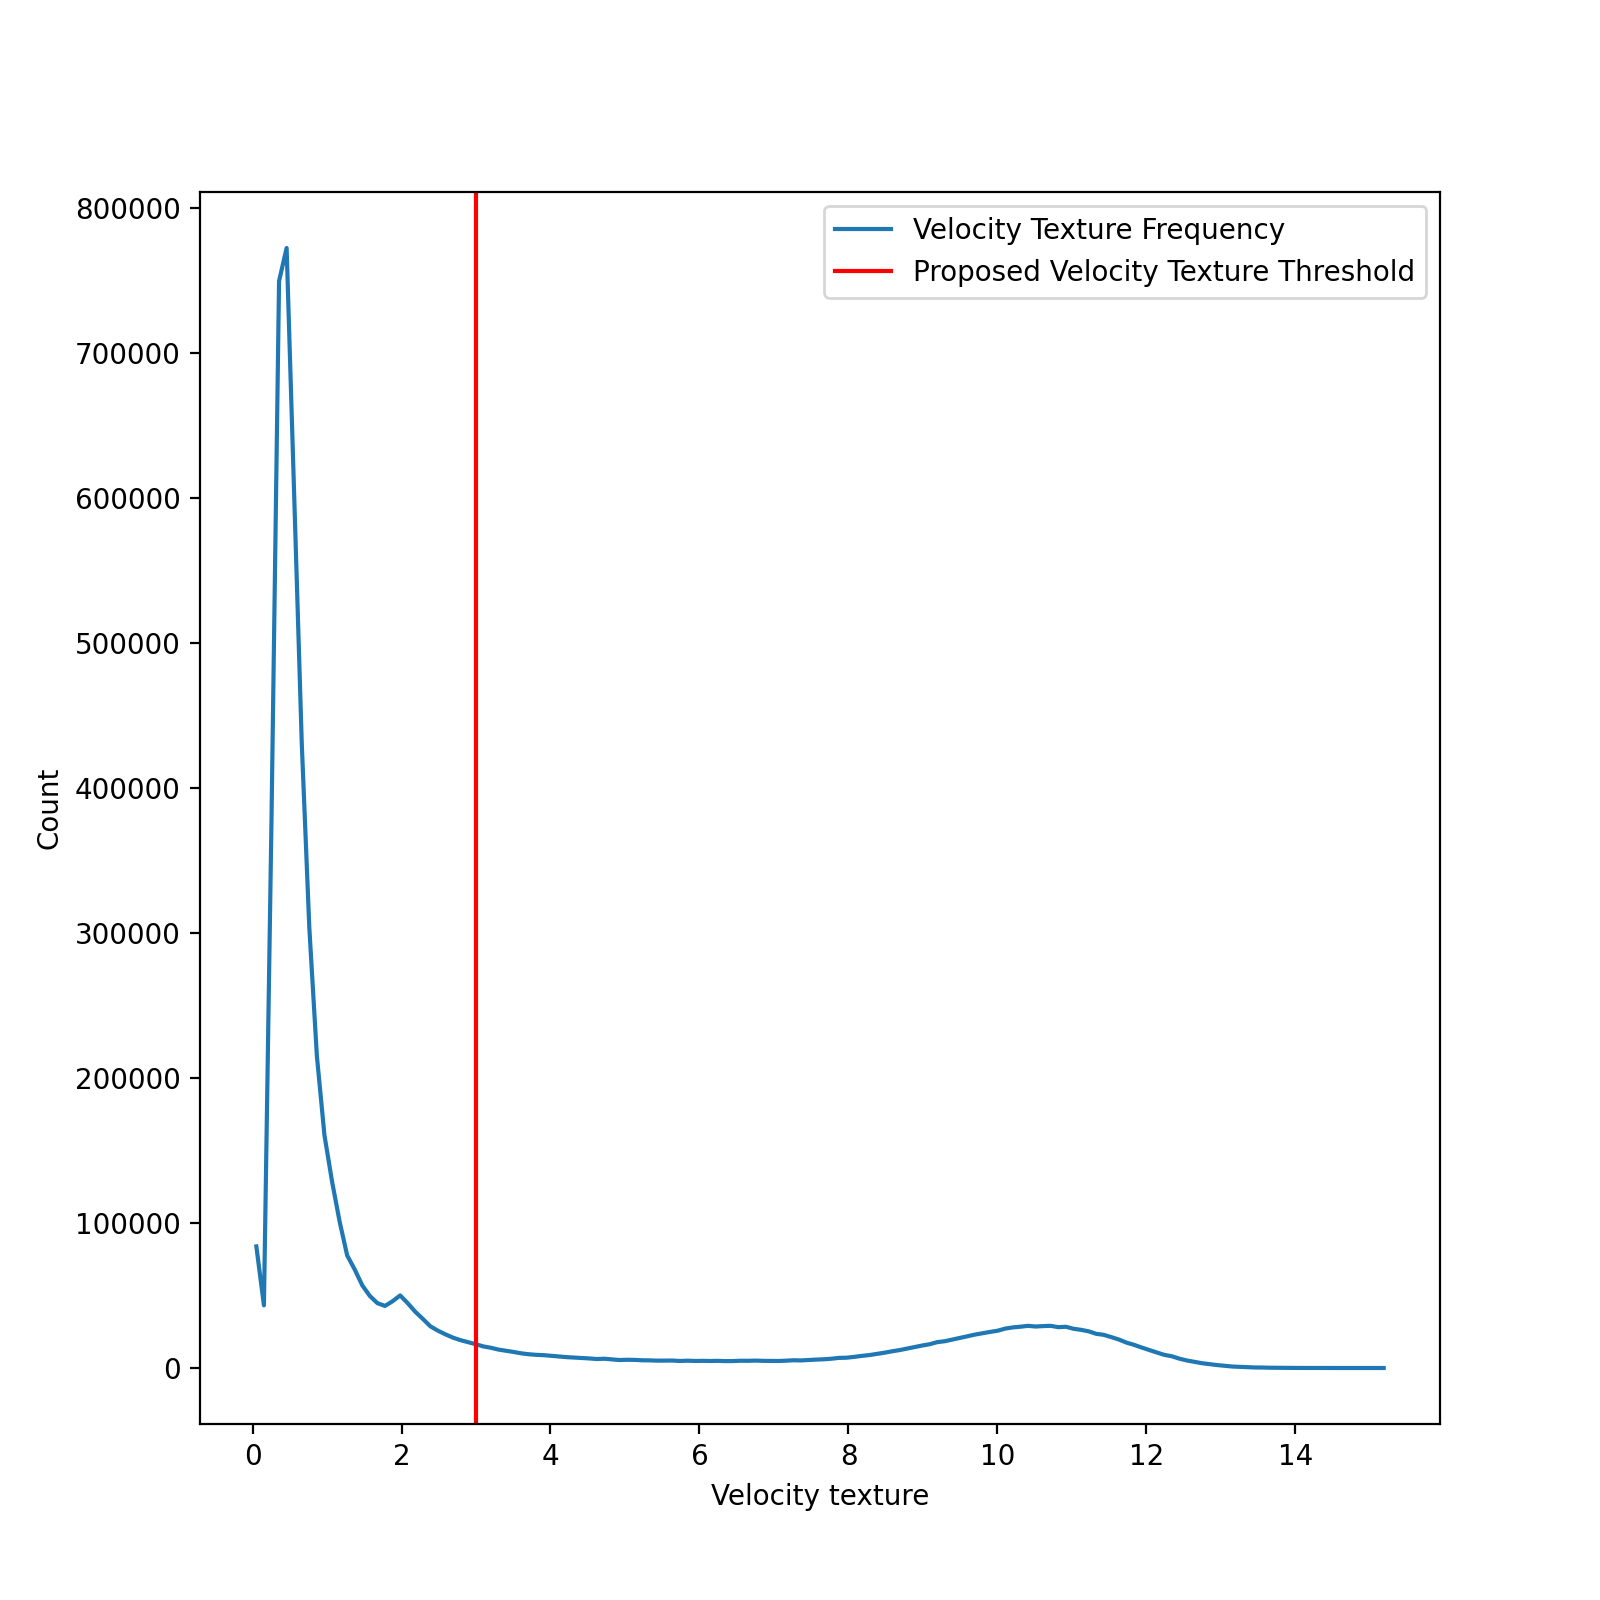 Velocity Texture Frequency
Proposed Velocity Texture Threshold
800000
700000
600000
500000
400000
300000
200000
100000
0
Count
0 2 4 6 8 10 12 14
Velocity texture